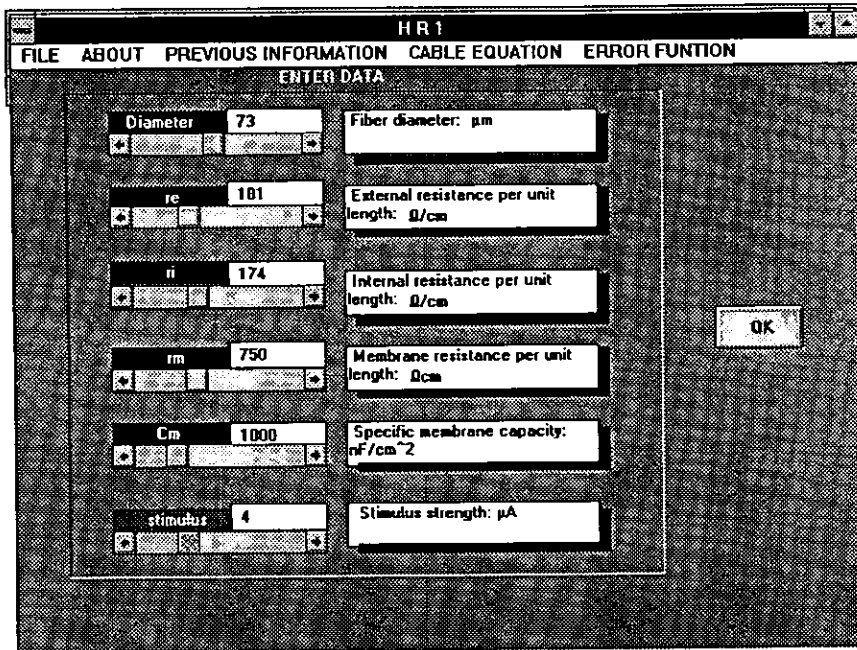 HR1
FILE ABOUT PREVIOUS INFORMATION CABLE EQUATION ERROR FUNTION
ENTER DATA
Diameter 73 Fiber diameter: µm
re 181 External resistance per unit
length: Ω/cm
ri 174 Internal resistance per unit
length: Ω/cm
OK
rm 750 Membrane resistance per unit
length: Ωcm
Cm 1000 Specific membrane capacity:
nF/cm^2
stimulus 4 Stimulus strength: µA